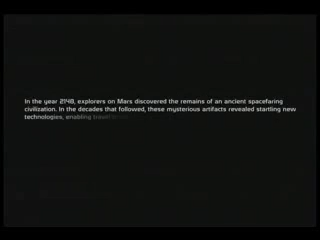 In the year 2148, explorers on Mars discovered the remains of an ancient spacefaring
civilization. In the decades that followed, these mysterious artifacts revealed startling new
technologies, enabling travel